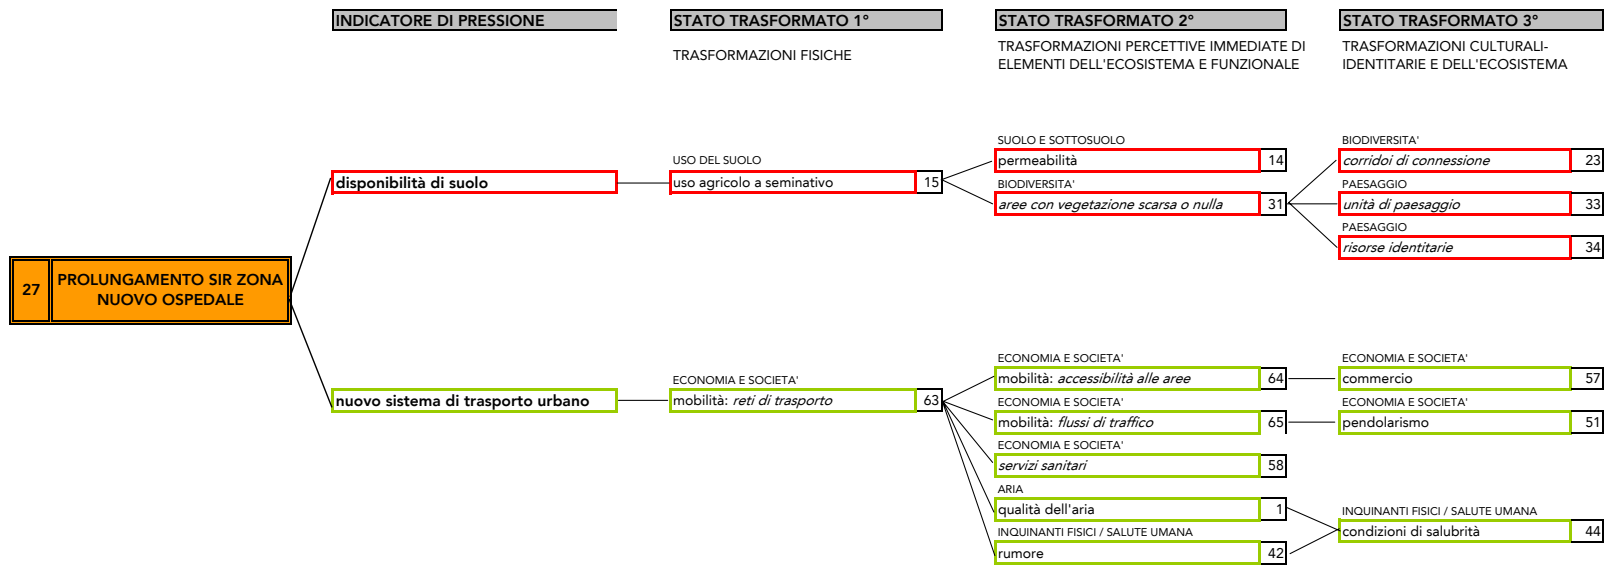 INDICATORE DI PRESSIONE
STATO TRASFORMATO 1°
STATO TRASFORMATO 2°
STATO TRASFORMATO 3°
TRASFORMAZIONI FISICHE
TRASFORMAZIONI PERCETTIVE IMMEDIATE DI
ELEMENTI DELL'ECOSISTEMA E FUNZIONALE
TRASFORMAZIONI CULTURALI-
IDENTITARIE E DELL'ECOSISTEMA
27
PROLUNGAMENTO SIR ZONA
NUOVO OSPEDALE
disponibilità di suolo
USO DEL SUOLO
uso agricolo a seminativo 15
SUOLO E SOTTOSUOLO
permeabilità 14
BIODIVERSITA'
aree con vegetazione scarsa o nulla 31
BIODIVERSITA'
corridoi di connessione 23
PAESAGGIO
unità di paesaggio 33
PAESAGGIO
risorse identitarie 34
nuovo sistema di trasporto urbano
ECONOMIA E SOCIETA'
mobilità: reti di trasporto 63
ECONOMIA E SOCIETA'
mobilità: accessibilità alle aree 64
ECONOMIA E SOCIETA'
mobilità: flussi di traffico 65
ECONOMIA E SOCIETA'
servizi sanitari 58
ARIA
qualità dell'aria 1
INQUINANTI FISICI / SALUTE UMANA
rumore 42
ECONOMIA E SOCIETA'
commercio 57
ECONOMIA E SOCIETA'
pendolarismo 51
INQUINANTI FISICI / SALUTE UMANA
condizioni di salubrità 44